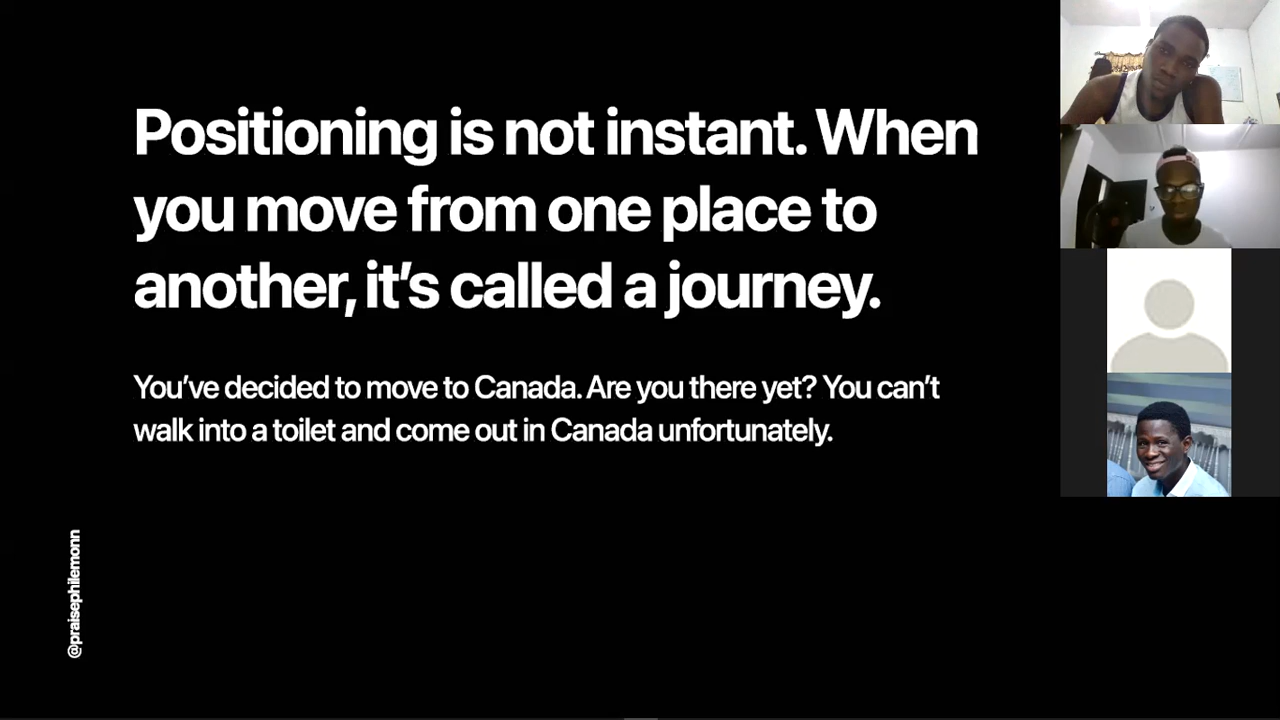 Positioning is not instant. When
you move from one place to
another, it’s called a journey.
You’ve decided to move to Canada. Are you there yet? You can’t
walk into a toilet and come out in Canada unfortunately.
@praisephilemonn